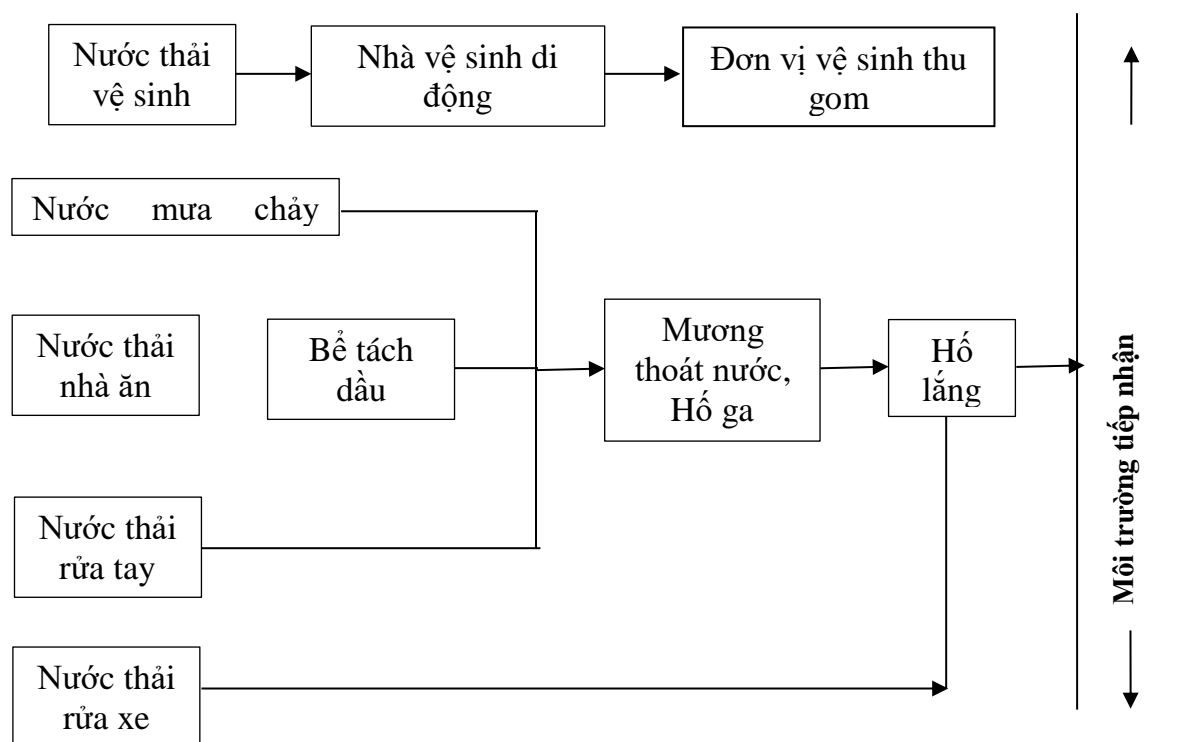 Nước thải
vệ sinh
Nhà vệ sinh di
động
Đơn vị vệ sinh thu
gom
Nước mưa chảy
Nước thải
nhà ăn
Bể tách
dầu
Mương
thoát nước,
Hố ga
Hố
lắng
Môi trường tiếp nhận
Nước thải
rửa tay
Nước thải
rửa xe